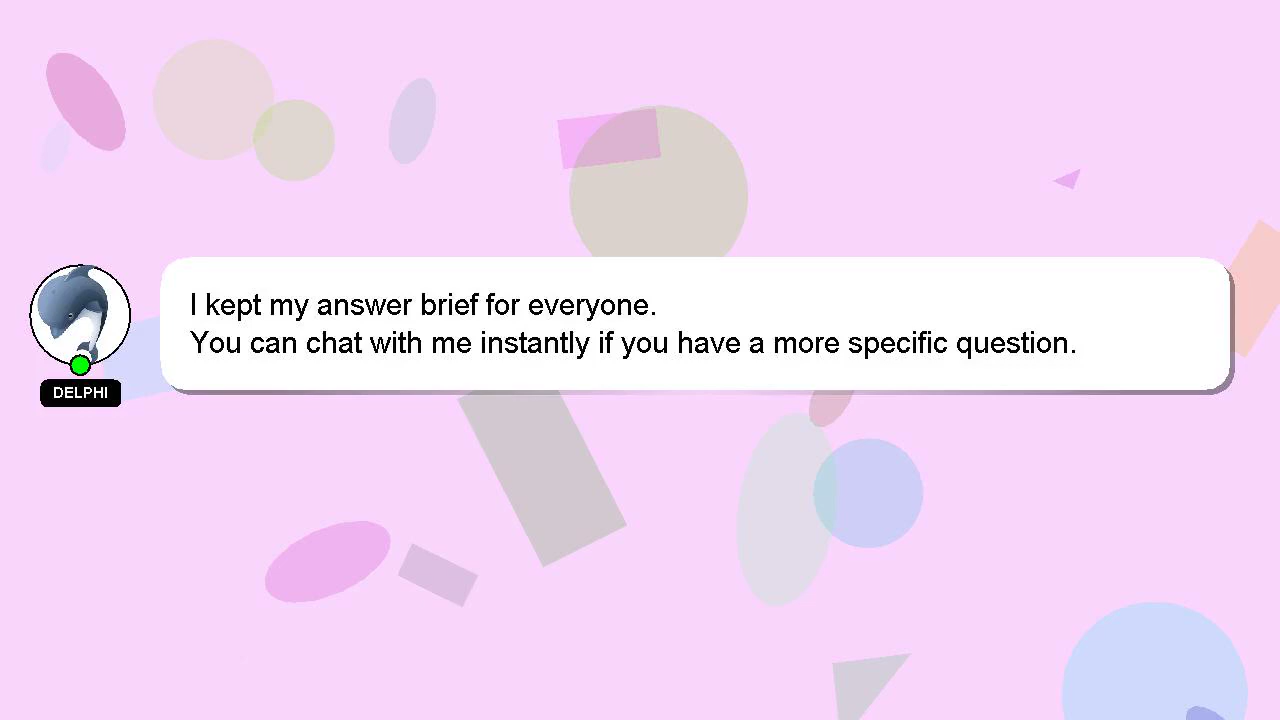 I kept my answer brief for everyone.
You can chat with me instantly if you have a more specific question.
DELPHI